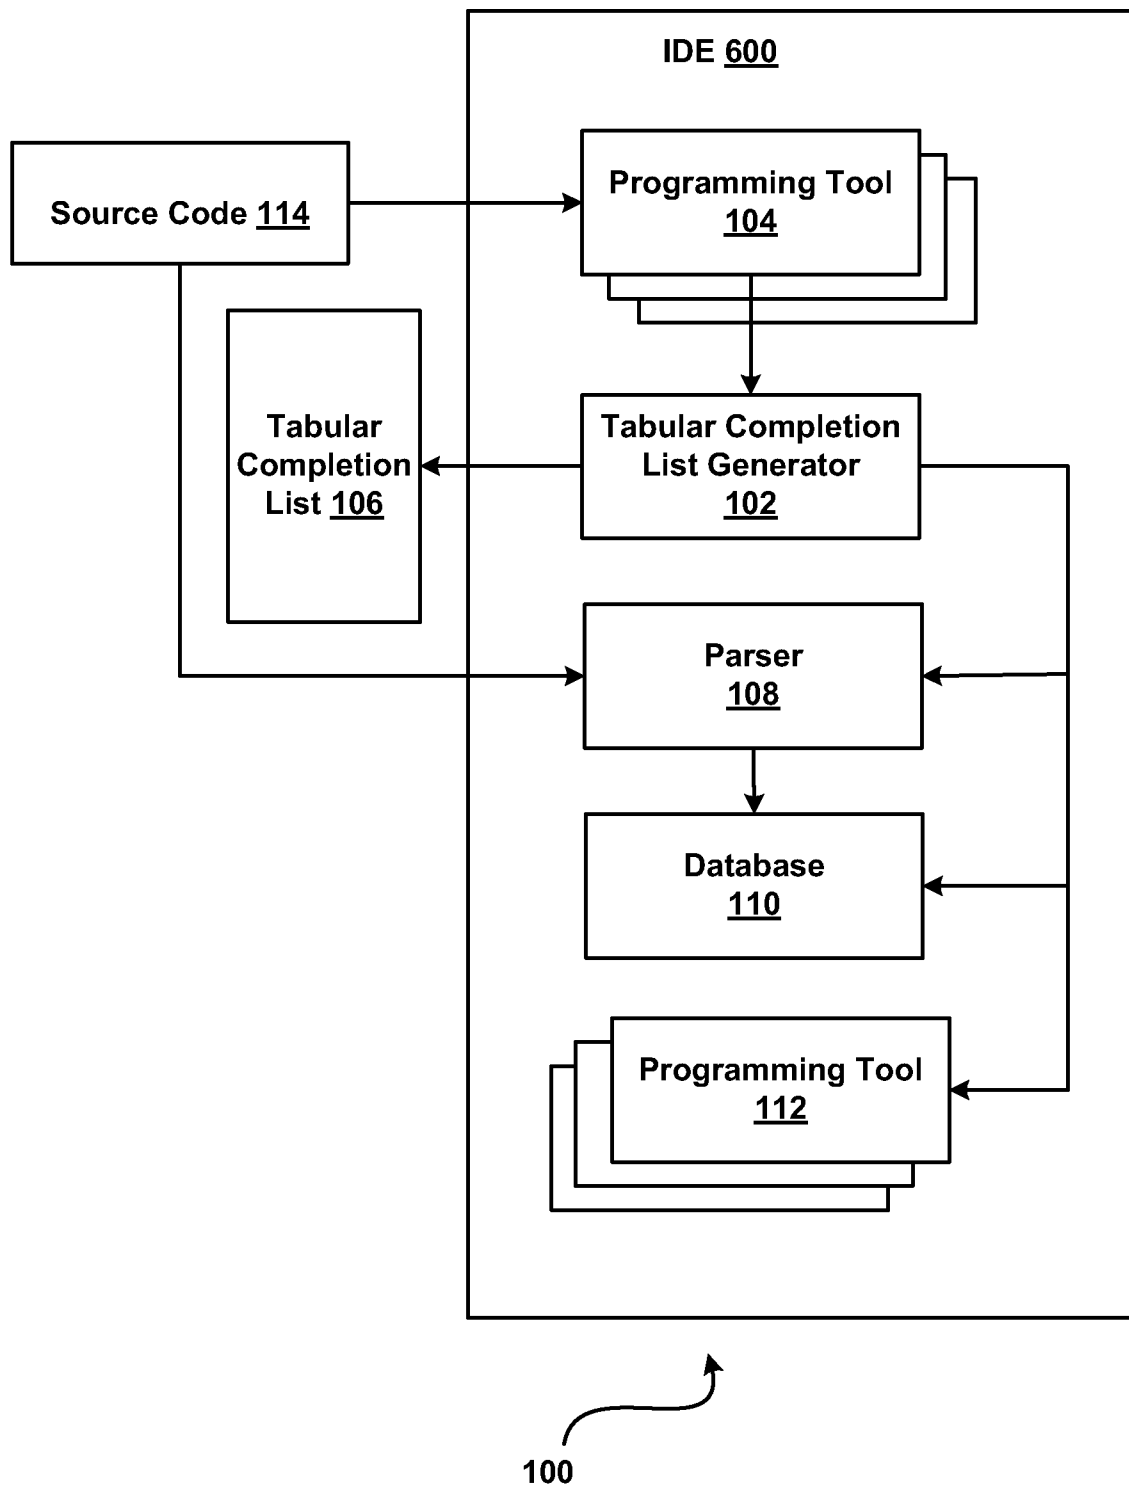 IDE 600
Programming Tool
104
Source Code 114
Tabular
Completion
List 106
Tabular Completion
List Generator
102
Parser
108
Database
110
Programming Tool
112
100